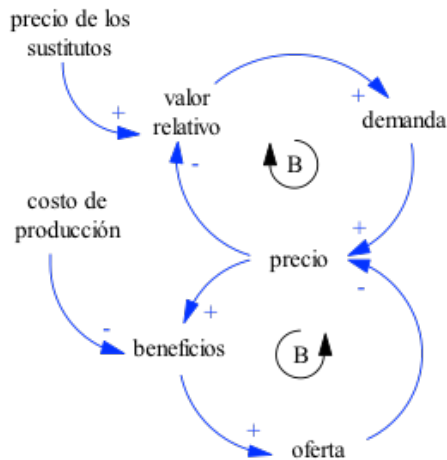 precio de los
sustitutos
+
valor
relativo
+
demanda
-
B
costo de
producción
+
precio
-
+
-
beneficios
B
+
oferta